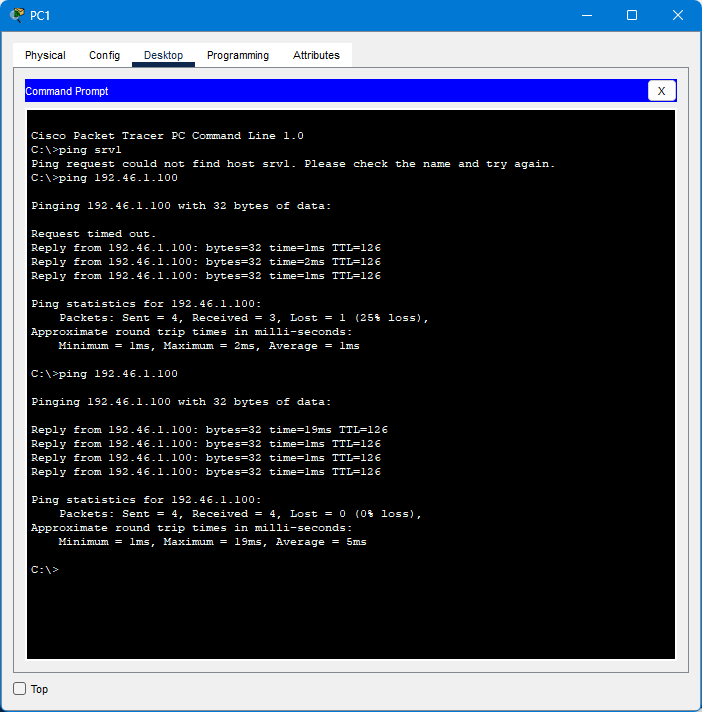 PC1
Physical Config Desktop Programming Attributes
Command Prompt X
Cisco Packet Tracer PC Command Line 1.0
C:\>ping srv1
Ping request could not find host srv1. Please check the name and try again.
C:\>ping 192.46.1.100
Pinging 192.46.1.100 with 32 bytes of data:
Request timed out.
Reply from 192.46.1.100: bytes=32 time=1ms TTL=126
Reply from 192.46.1.100: bytes=32 time=2ms TTL=126
Reply from 192.46.1.100: bytes=32 time=1ms TTL=126
Ping statistics for 192.46.1.100:
Packets: Sent = 4, Received = 3, Lost = 1 (25% loss),
Approximate round trip times in milli-seconds:
Minimum = 1ms, Maximum = 2ms, Average = 1ms
C:\>ping 192.46.1.100
Pinging 192.46.1.100 with 32 bytes of data:
Reply from 192.46.1.100: bytes=32 time=19ms TTL=126
Reply from 192.46.1.100: bytes=32 time=1ms TTL=126
Reply from 192.46.1.100: bytes=32 time=1ms TTL=126
Reply from 192.46.1.100: bytes=32 time=1ms TTL=126
Ping statistics for 192.46.1.100:
Packets: Sent = 4, Received = 4, Lost = 0 (0% loss),
Approximate round trip times in milli-seconds:
Minimum = 1ms, Maximum = 19ms, Average = 5ms
C:\>
Top